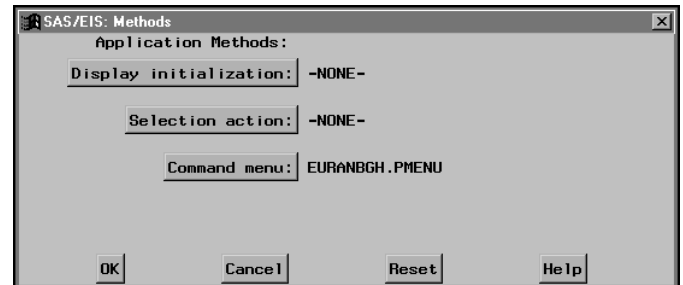 SAS/EIS: Methods
Application Methods:
Display initialization: -NONE-
Selection action: -NONE-
Command menu: EURANBGH.PMENU
OK Cancel Reset Help